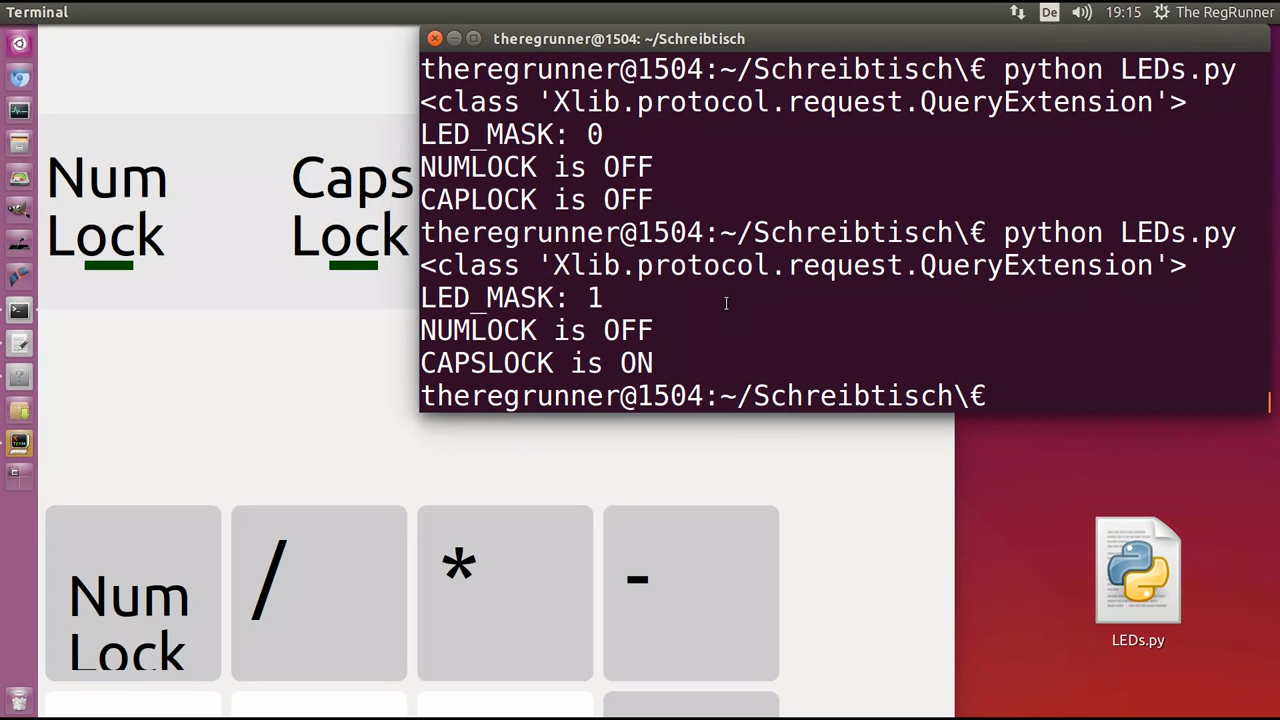 Terminal
De
19:15
The RegRunner
theregrunner@1504: ~/Schreibtisch
theregrunner@1504:~/Schreibtisch\€ python LEDs.py
<class 'Xlib.protocol.request.QueryExtension'>
LED_MASK: 0
NUMLOCK is OFF
CAPLOCK is OFF
theregrunner@1504:~/Schreibtisch\€ python LEDs.py
<class 'Xlib.protocol.request.QueryExtension'>
LED_MASK: 1
NUMLOCK is OFF
CAPSLOCK is ON
theregrunner@1504:~/Schreibtisch\€
Num
Lock
Caps
Lock
Num
Lock
/
*
-
LEDs.py